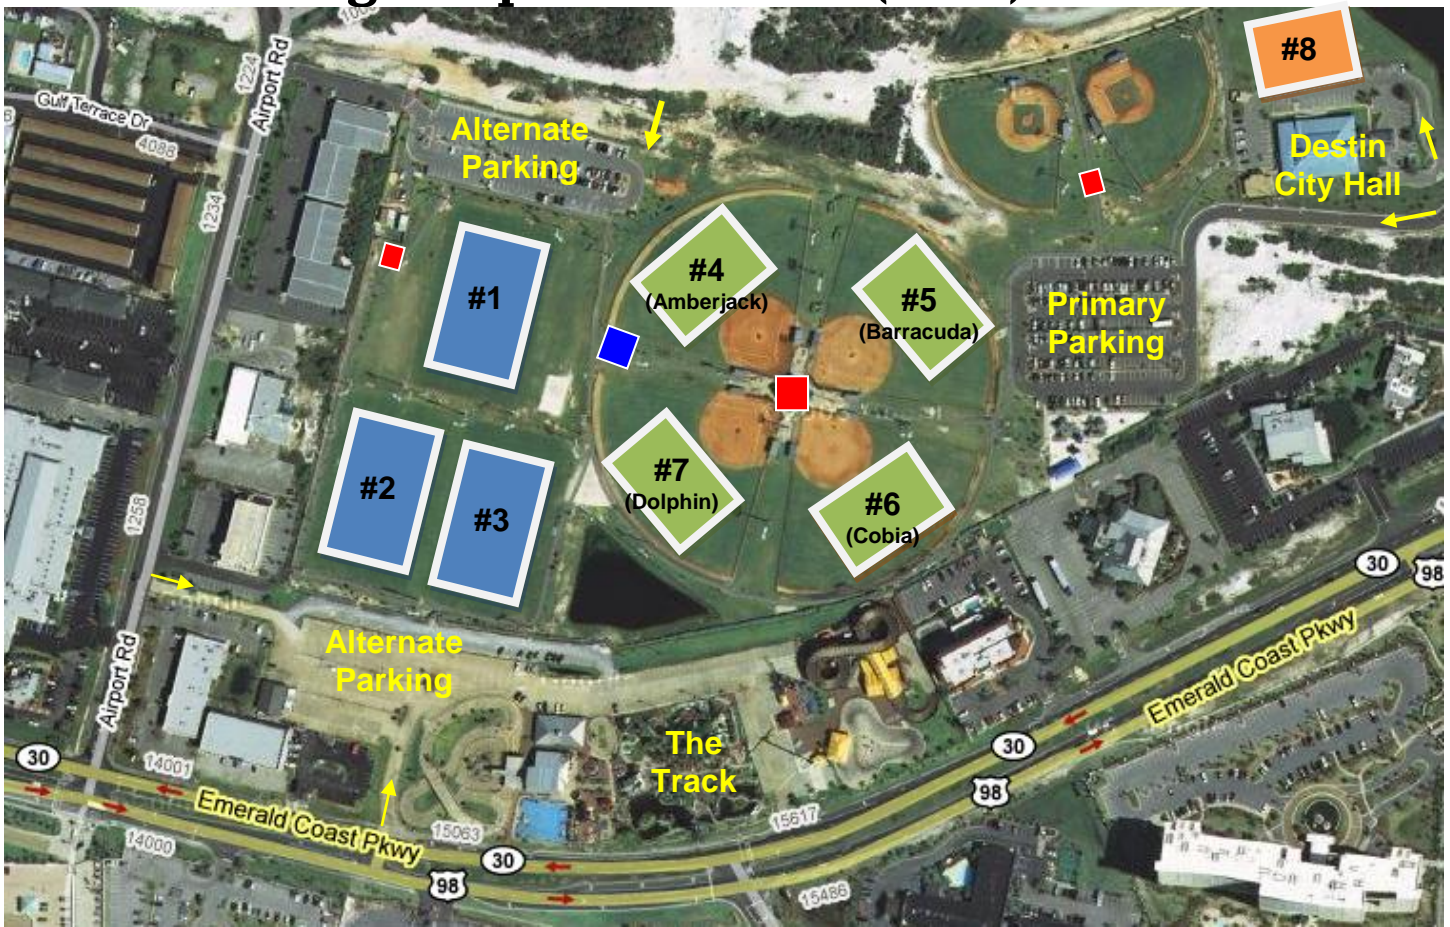 Airport Rd
1224
Gulf Terrace Dr
4088
1234
Alternate
Parking
#8
Destin
City Hall
#1
#4
(Amberjack)
#5
(Barracuda)
Primary
Parking
#2
#3
#7
(Dolphin)
#6
(Cobia)
1258
30
98
Alternate
Parking
Airport Rd
Emerald Coast Pkwy
30
14001
The
Track
30
98
Emerald Coast Pkwy
14000
15063
15617
30
98
15486